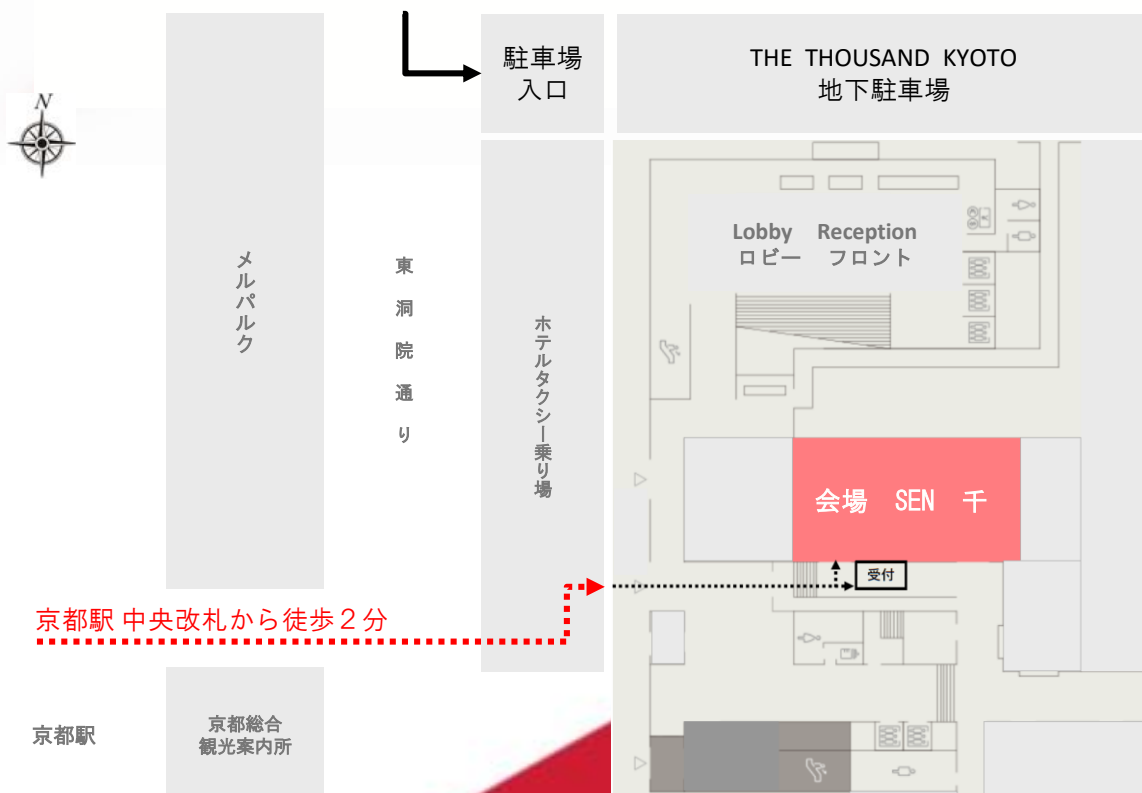 駐車場
入口
THE THOUSAND KYOTO
地下駐車場
N
Lobby Reception
ロビー フロント
メルパルク
東洞院通り
ホテルタクシー乗り場
会場 SEN 千
受付
京都駅 中央改札から徒歩２分
京都駅
京都総合
観光案内所